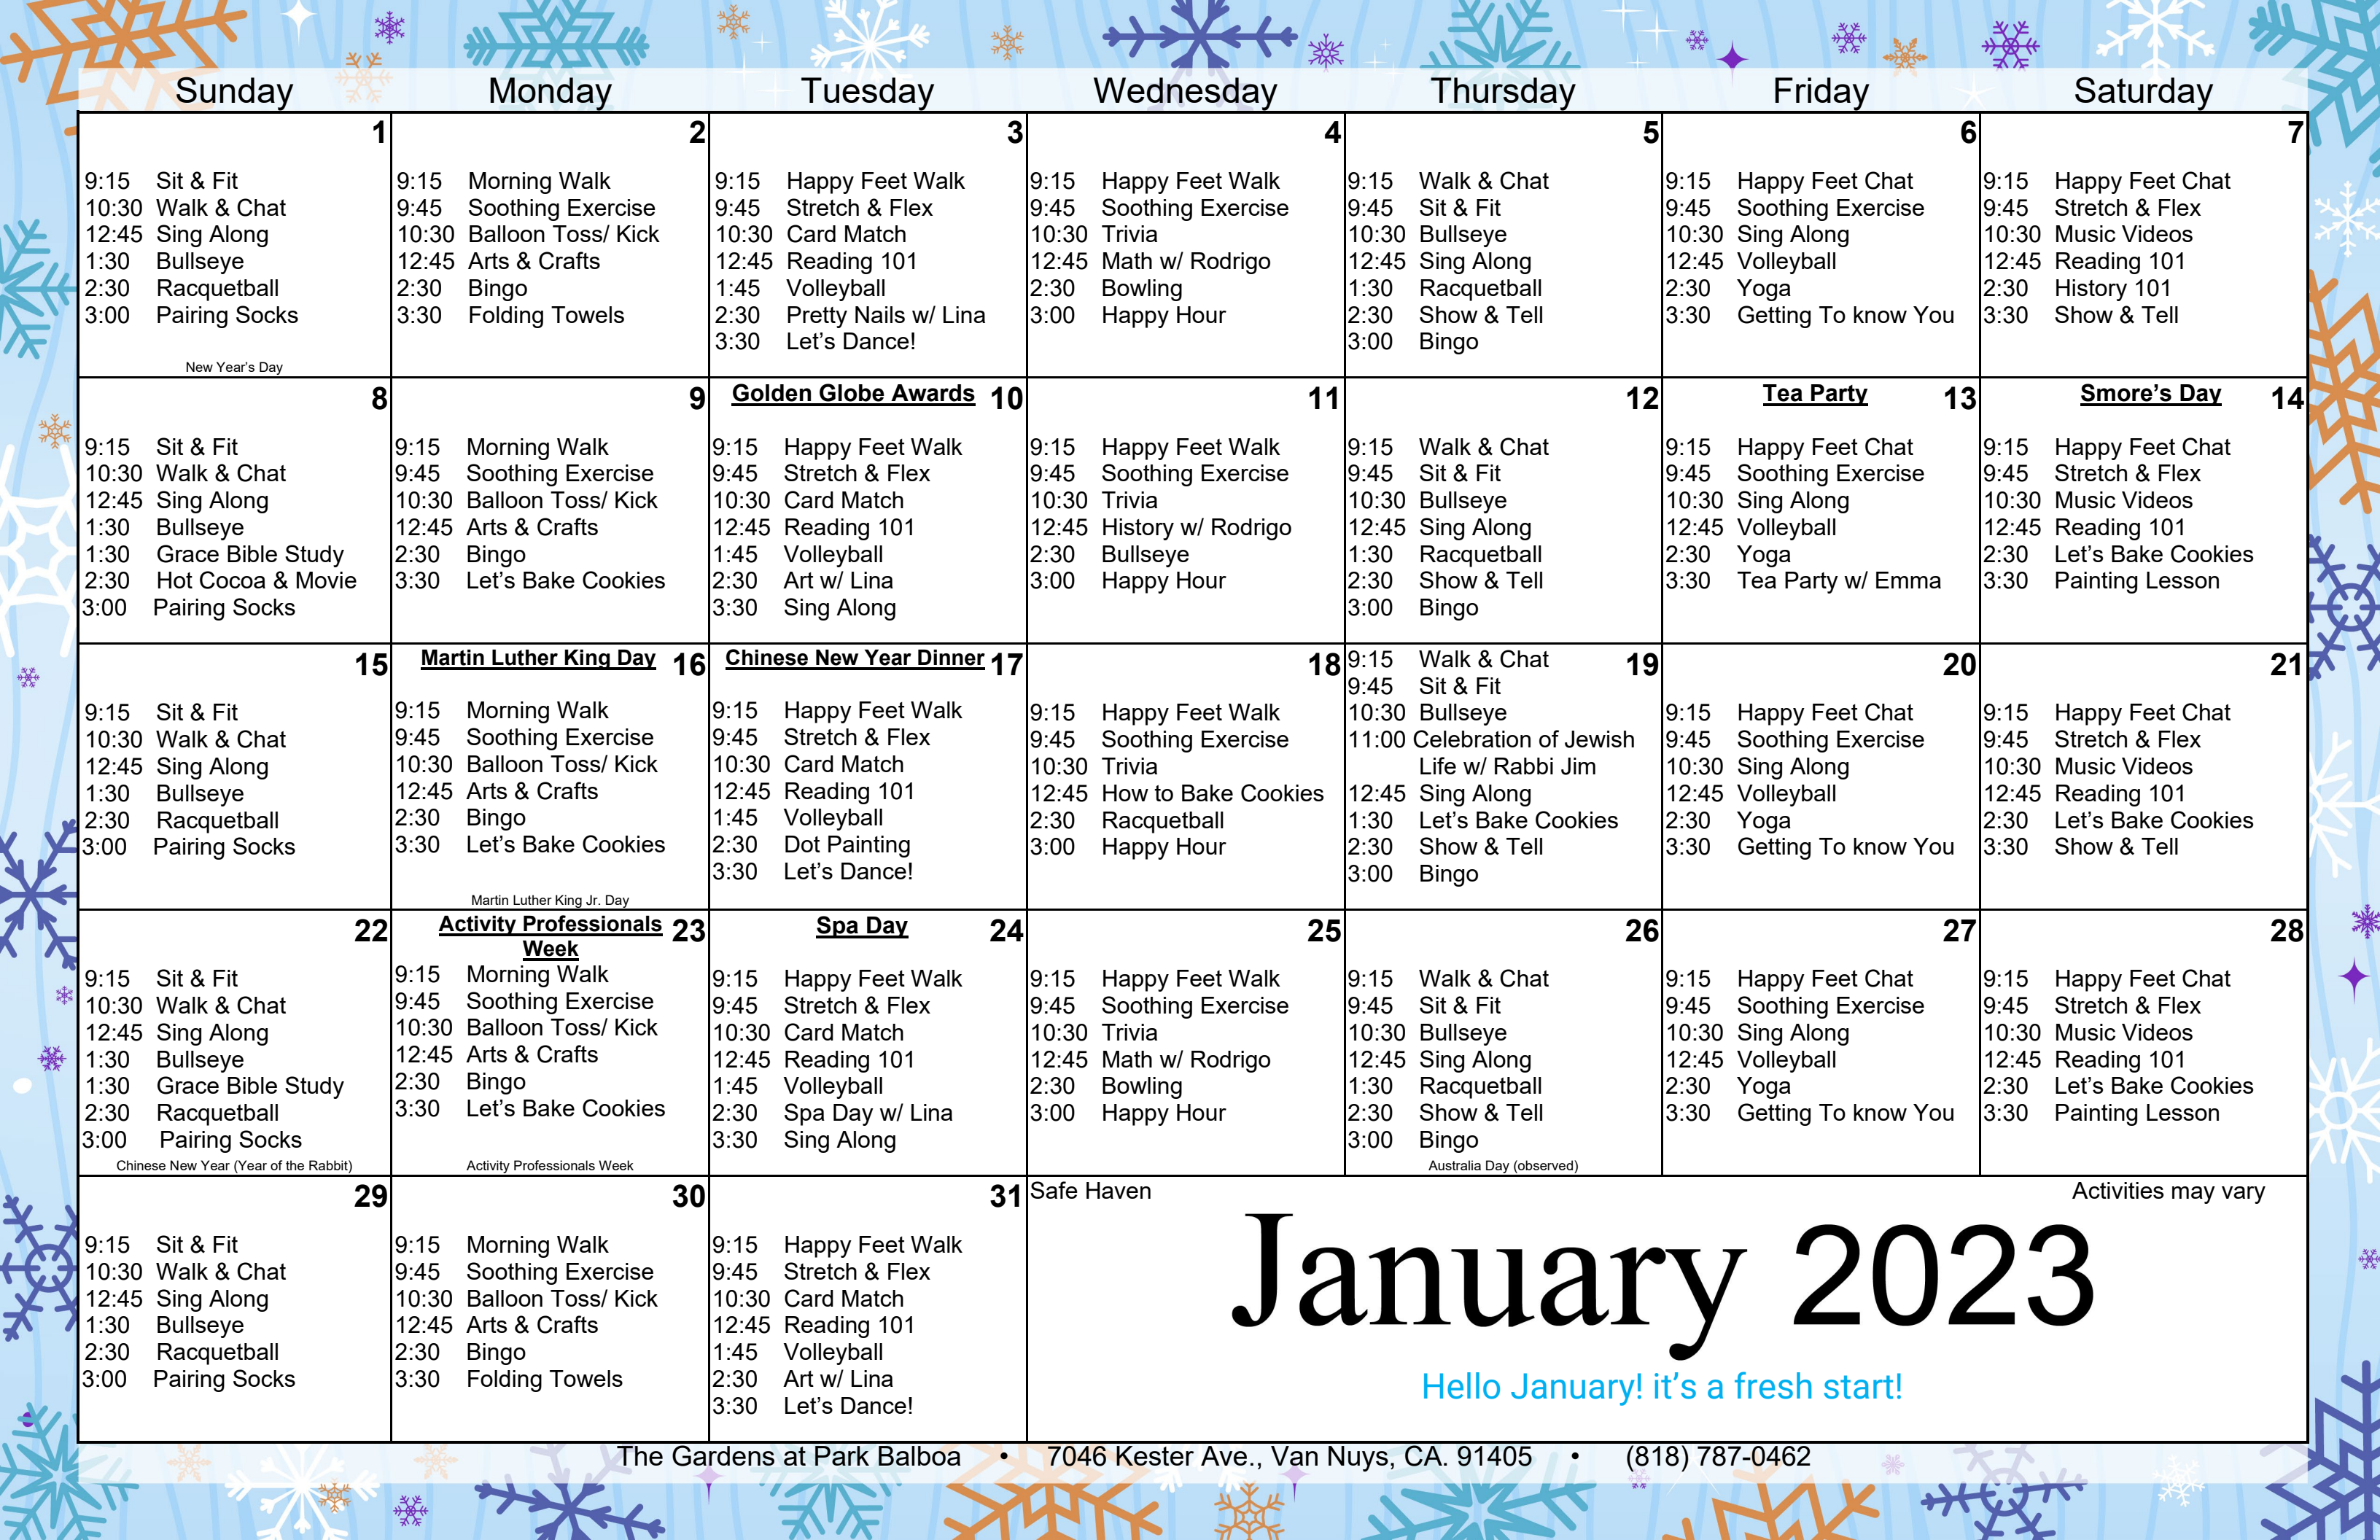 Sunday Monday Tuesday Wednesday Thursday Friday Saturday
1
9:15 Sit & Fit
10:30 Walk & Chat
12:45 Sing Along
1:30 Bullseye
2:30 Racquetball
3:00 Pairing Socks
New Year's Day
2
9:15 Morning Walk
9:45 Soothing Exercise
10:30 Balloon Toss/ Kick
12:45 Arts & Crafts
2:30 Bingo
3:30 Folding Towels
3
9:15 Happy Feet Walk
9:45 Stretch & Flex
10:30 Card Match
12:45 Reading 101
1:45 Volleyball
2:30 Pretty Nails w/ Lina
3:30 Let's Dance!
4
9:15 Happy Feet Walk
9:45 Soothing Exercise
10:30 Trivia
12:45 Math w/ Rodrigo
2:30 Bowling
3:00 Happy Hour
5
9:15 Walk & Chat
9:45 Sit & Fit
10:30 Bullseye
12:45 Sing Along
1:30 Racquetball
2:30 Show & Tell
3:00 Bingo
6
9:15 Happy Feet Chat
9:45 Soothing Exercise
10:30 Sing Along
12:45 Volleyball
2:30 Yoga
3:30 Getting To know You
7
9:15 Happy Feet Chat
9:45 Stretch & Flex
10:30 Music Videos
12:45 Reading 101
2:30 History 101
3:30 Show & Tell
8
9:15 Sit & Fit
10:30 Walk & Chat
12:45 Sing Along
1:30 Bullseye
1:30 Grace Bible Study
2:30 Hot Cocoa & Movie
3:00 Pairing Socks
9
9:15 Morning Walk
9:45 Soothing Exercise
10:30 Balloon Toss/ Kick
12:45 Arts & Crafts
2:30 Bingo
3:30 Let's Bake Cookies
Golden Globe Awards 10
9:15 Happy Feet Walk
9:45 Stretch & Flex
10:30 Card Match
12:45 Reading 101
1:45 Volleyball
2:30 Art w/ Lina
3:30 Sing Along
11
9:15 Happy Feet Walk
9:45 Soothing Exercise
10:30 Trivia
12:45 History w/ Rodrigo
2:30 Bullseye
3:00 Happy Hour
12
9:15 Walk & Chat
9:45 Sit & Fit
10:30 Bullseye
12:45 Sing Along
1:30 Racquetball
2:30 Show & Tell
3:00 Bingo
Tea Party 13
9:15 Happy Feet Chat
9:45 Soothing Exercise
10:30 Sing Along
12:45 Volleyball
2:30 Yoga
3:30 Tea Party w/ Emma
Smore's Day 14
9:15 Happy Feet Chat
9:45 Stretch & Flex
10:30 Music Videos
12:45 Reading 101
2:30 Let's Bake Cookies
3:30 Painting Lesson
15
9:15 Sit & Fit
10:30 Walk & Chat
12:45 Sing Along
1:30 Bullseye
2:30 Racquetball
3:00 Pairing Socks
Martin Luther King Day 16
9:15 Morning Walk
9:45 Soothing Exercise
10:30 Balloon Toss/ Kick
12:45 Arts & Crafts
2:30 Bingo
3:30 Let's Bake Cookies
Martin Luther King Jr. Day
Chinese New Year Dinner 17
9:15 Happy Feet Walk
9:45 Stretch & Flex
10:30 Card Match
12:45 Reading 101
1:45 Volleyball
2:30 Dot Painting
3:30 Let's Dance!
18
9:15 Happy Feet Walk
9:45 Soothing Exercise
10:30 Trivia
12:45 How to Bake Cookies
2:30 Racquetball
3:00 Happy Hour
9:15 Walk & Chat 19
9:45 Sit & Fit
10:30 Bullseye
11:00 Celebration of Jewish
Life w/ Rabbi Jim
12:45 Sing Along
1:30 Let's Bake Cookies
2:30 Show & Tell
3:00 Bingo
20
9:15 Happy Feet Chat
9:45 Soothing Exercise
10:30 Sing Along
12:45 Volleyball
2:30 Yoga
3:30 Getting To know You
21
9:15 Happy Feet Chat
9:45 Stretch & Flex
10:30 Music Videos
12:45 Reading 101
2:30 Let's Bake Cookies
3:30 Show & Tell
22
9:15 Sit & Fit
10:30 Walk & Chat
12:45 Sing Along
1:30 Bullseye
1:30 Grace Bible Study
2:30 Racquetball
3:00 Pairing Socks
Chinese New Year (Year of the Rabbit)
Activity Professionals 23
Week
9:15 Morning Walk
9:45 Soothing Exercise
10:30 Balloon Toss/ Kick
12:45 Arts & Crafts
2:30 Bingo
3:30 Let's Bake Cookies
Activity Professionals Week
Spa Day 24
9:15 Happy Feet Walk
9:45 Stretch & Flex
10:30 Card Match
12:45 Reading 101
1:45 Volleyball
2:30 Spa Day w/ Lina
3:30 Sing Along
25
9:15 Happy Feet Walk
9:45 Soothing Exercise
10:30 Trivia
12:45 Math w/ Rodrigo
2:30 Bowling
3:00 Happy Hour
26
9:15 Walk & Chat
9:45 Sit & Fit
10:30 Bullseye
12:45 Sing Along
1:30 Racquetball
2:30 Show & Tell
3:00 Bingo
Australia Day (observed)
27
9:15 Happy Feet Chat
9:45 Soothing Exercise
10:30 Sing Along
12:45 Volleyball
2:30 Yoga
3:30 Getting To know You
28
9:15 Happy Feet Chat
9:45 Stretch & Flex
10:30 Music Videos
12:45 Reading 101
2:30 Let's Bake Cookies
3:30 Painting Lesson
29
9:15 Sit & Fit
10:30 Walk & Chat
12:45 Sing Along
1:30 Bullseye
2:30 Racquetball
3:00 Pairing Socks
30
9:15 Morning Walk
9:45 Soothing Exercise
10:30 Balloon Toss/ Kick
12:45 Arts & Crafts
2:30 Bingo
3:30 Folding Towels
31
9:15 Happy Feet Walk
9:45 Stretch & Flex
10:30 Card Match
12:45 Reading 101
1:45 Volleyball
2:30 Art w/ Lina
3:30 Let's Dance!
Safe Haven Activities may vary
January 2023
Hello January! it's a fresh start!
The Gardens at Park Balboa • 7046 Kester Ave., Van Nuys, CA. 91405 • (818) 787-0462